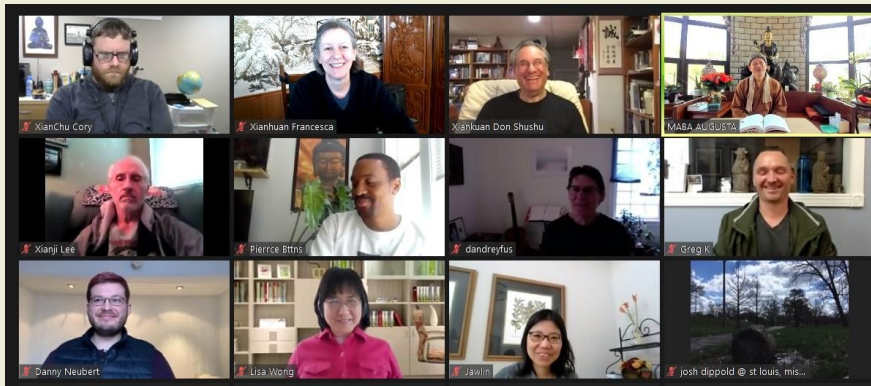 XianChu Cory
Xianhuan Francesca
Xiankuan Don Shushu
MABA AUGUSTA
Xianji Lee
Pierrce Bttns
dandreyfus
Greg K
Danny Neubert
Lisa Wong
Jawlin
josh dippold @ st louis, mis...
誠